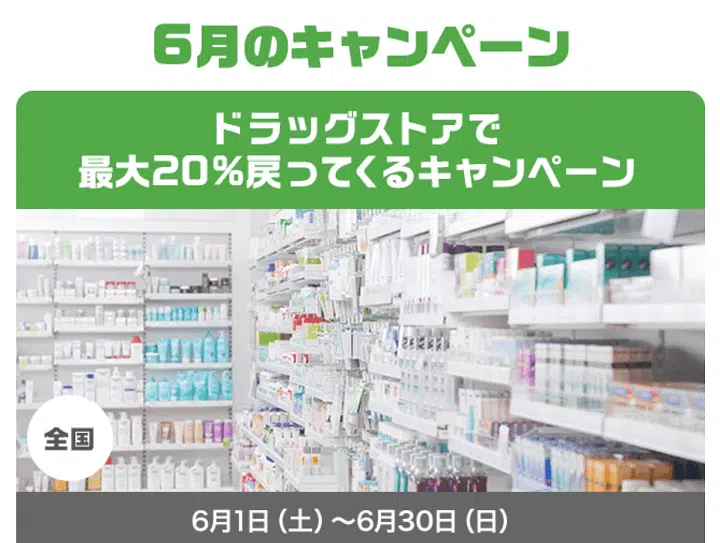 6月のキャンペーン
ドラッグストアで
最大20%戻ってくるキャンペーン
全国
6月1日（土）～6月30日（日）